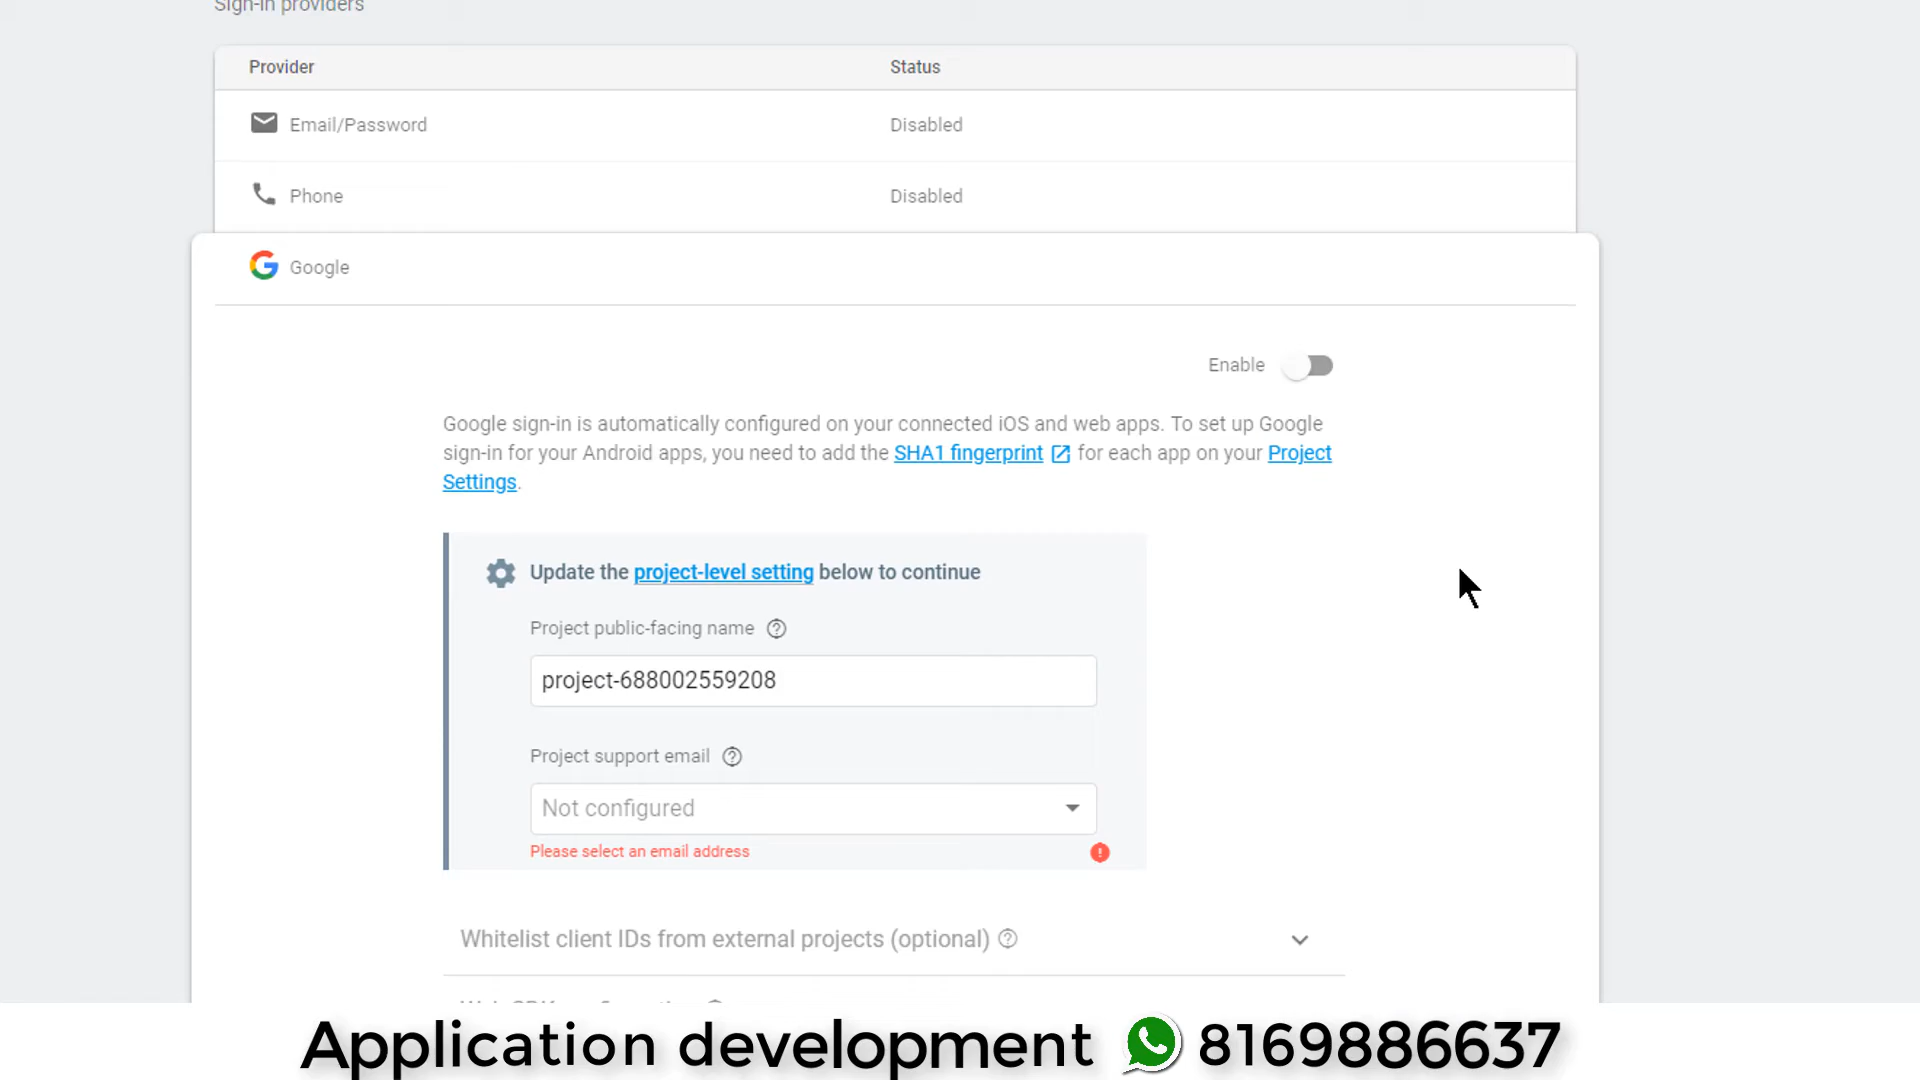 Sign-in providers
Provider Status
Email/Password Disabled
Phone Disabled
Google
Enable
Google sign-in is automatically configured on your connected iOS and web apps. To set up Google
sign-in for your Android apps, you need to add the SHA1 fingerprint for each app on your Project
Settings.
Update the project-level setting below to continue
Project public-facing name
project-688002559208
Project support email
Not configured
Please select an email address
Whitelist client IDs from external projects (optional)
Application development 8169886637